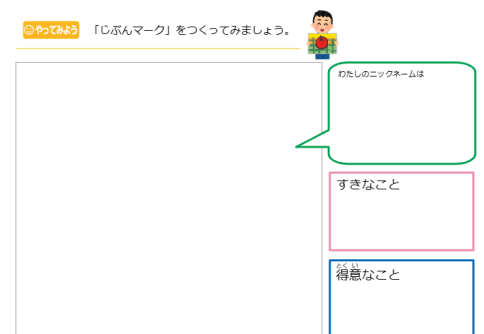 やってみよう 「じぶんマーク」をつくってみましょう。
わたしのニックネームは
すきなこと
とく い
得意なこと